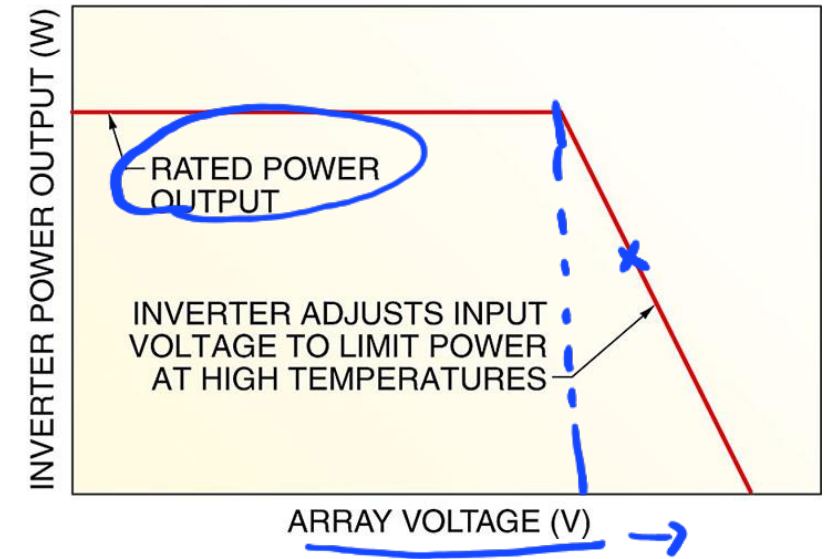 INVERTER POWER OUTPUT (W)
RATED POWER
OUTPUT
INVERTER ADJUSTS INPUT
VOLTAGE TO LIMIT POWER
AT HIGH TEMPERATURES
ARRAY VOLTAGE (V)